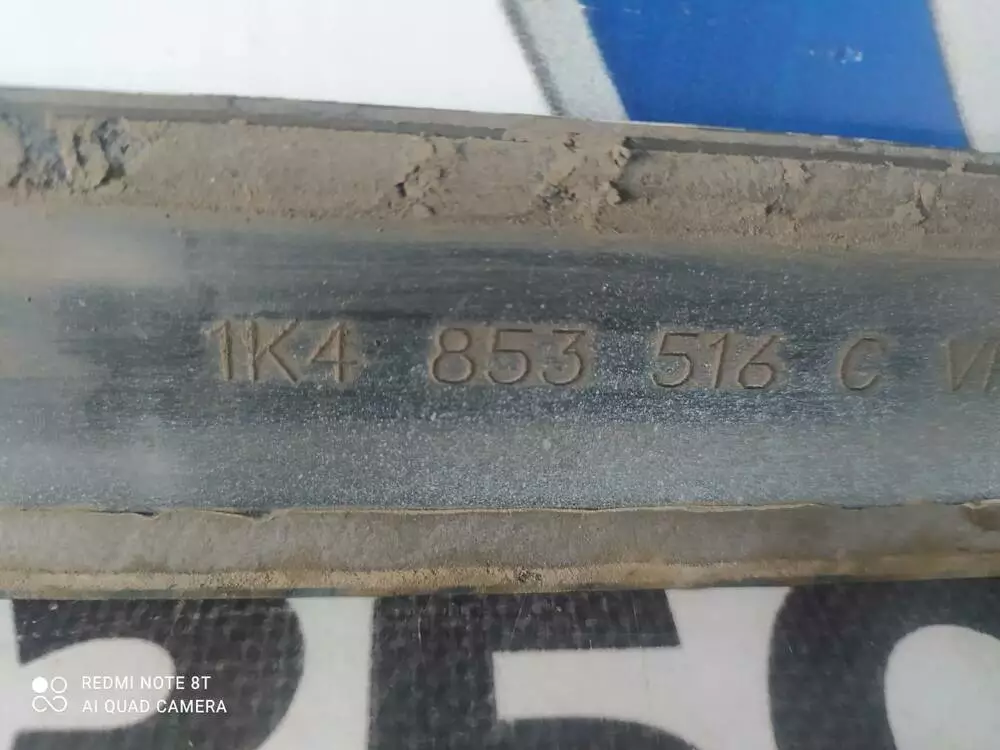 1K4 853 516 C
REDMI NOTE 8T
AI QUAD CAMERA